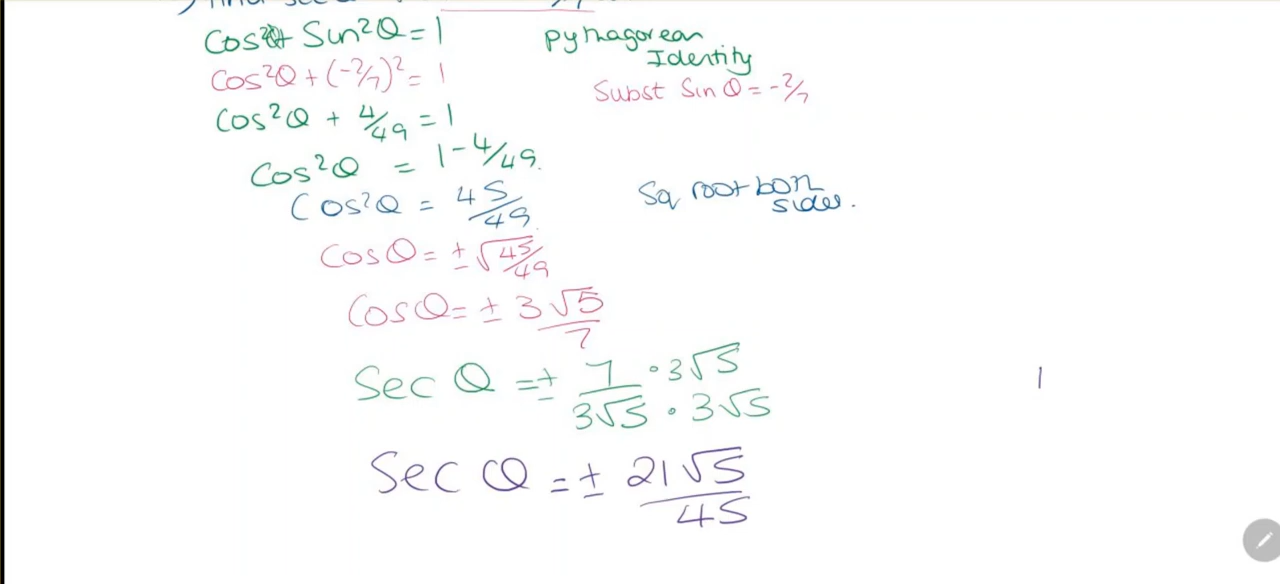 Cos²θ + Sin²θ = 1 Pythagorean Identity
Cos²θ + (-2/7)² = 1 Subst Sin θ = -2/7
Cos²θ + 4/49 = 1
Cos²θ = 1 - 4/49
Cos²θ = 45/49 Sq root both sides.
Cos θ = ± √45/49
Cos θ = ± 3√5/7
Sec θ = ± 7/3√5 · 3√5/3√5
Sec θ = ± 21√5/45